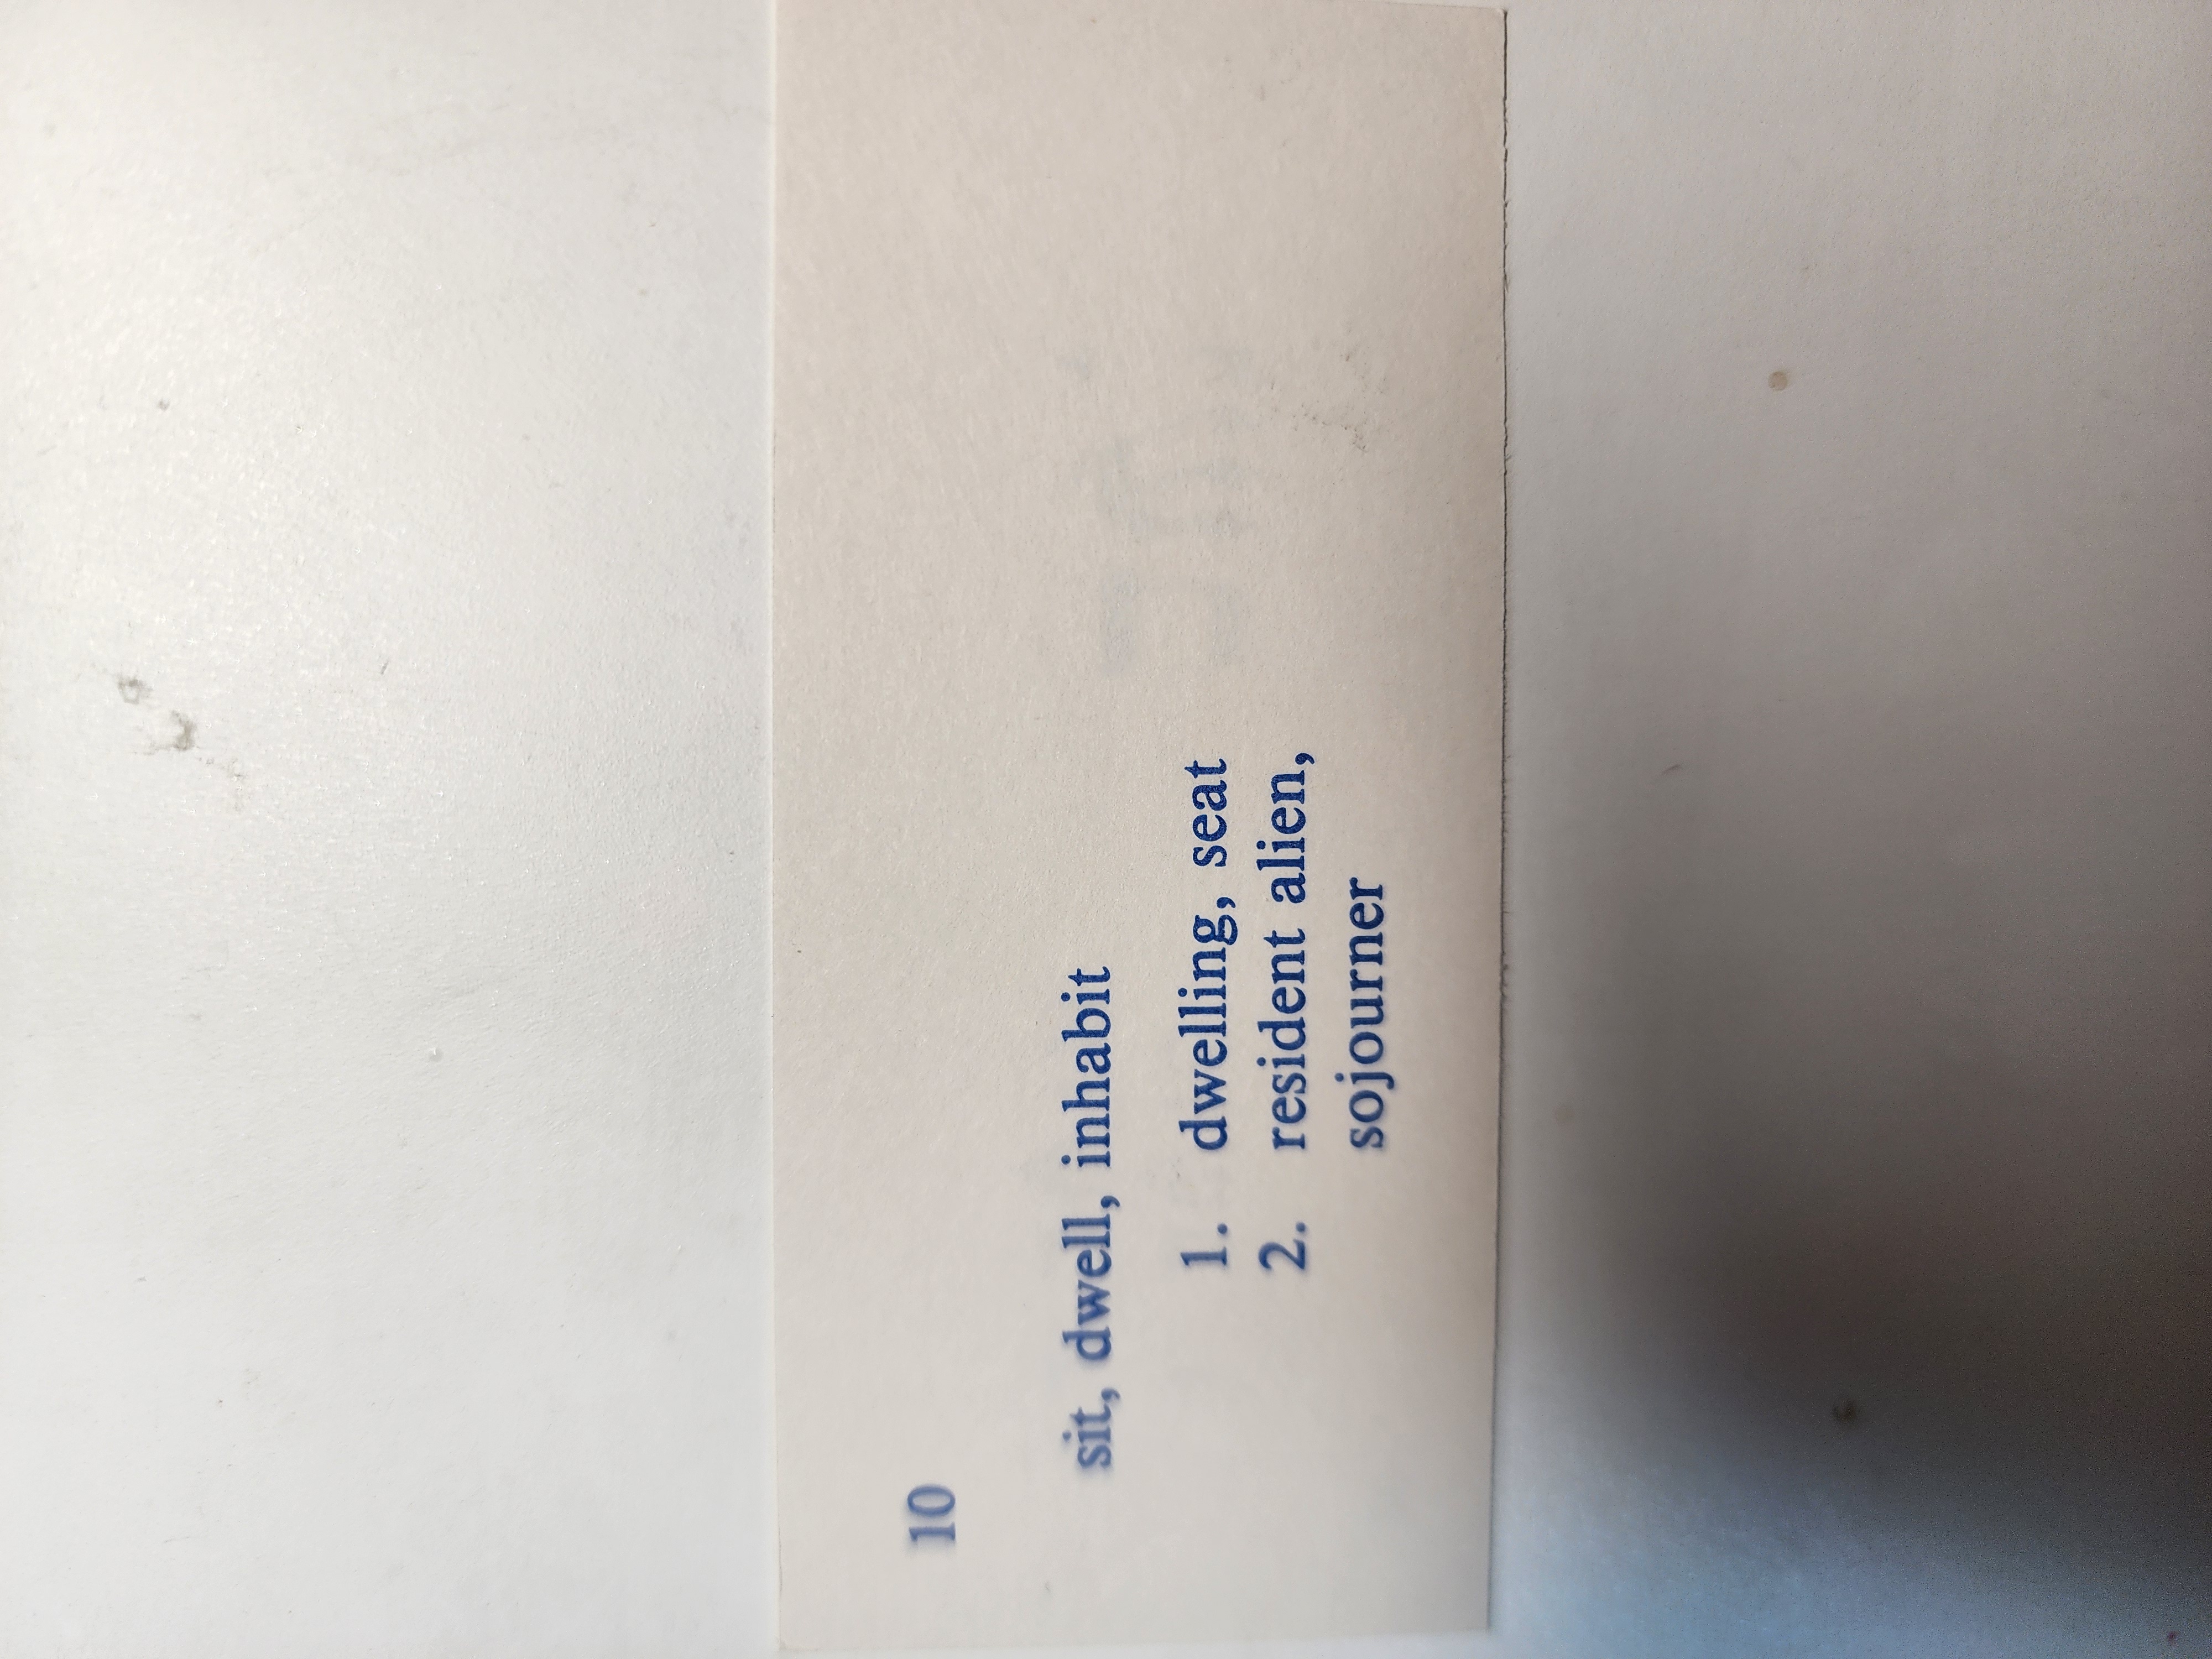 10
sit, dwell, inhabit
1. dwelling, seat
2. resident alien,
sojourner